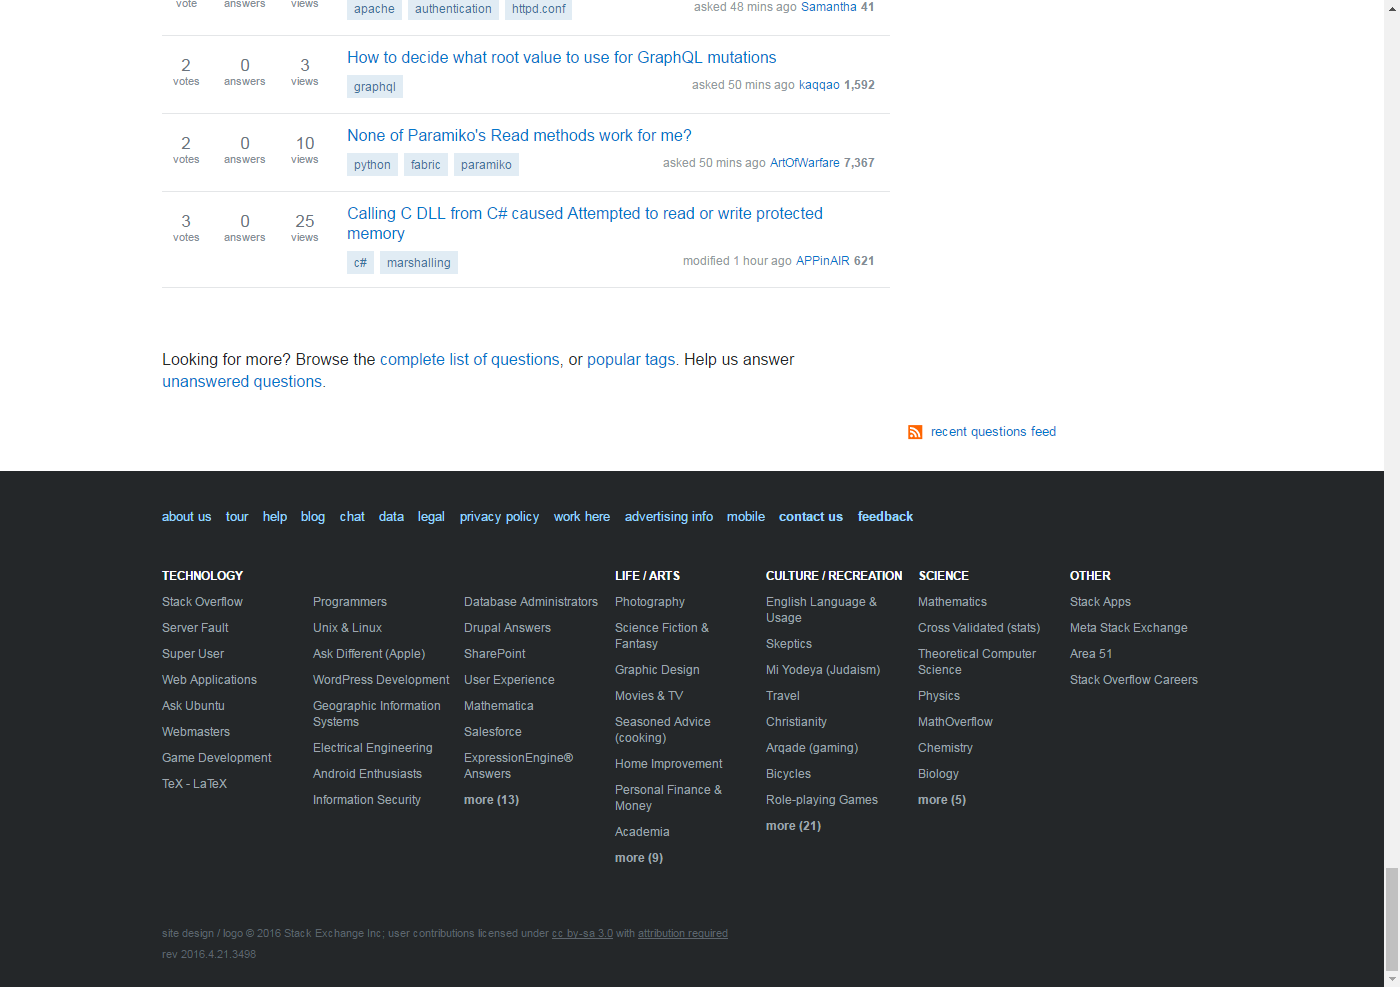 vote answers views
apache authentication httpd.conf asked 48 mins ago Samantha 41
How to decide what root value to use for GraphQL mutations
2 0 3
votes answers views
graphql asked 50 mins ago kaqqao 1,592
None of Paramiko's Read methods work for me?
2 0 10
votes answers views
python fabric paramiko asked 50 mins ago ArtOfWarfare 7,367
Calling C DLL from C# caused Attempted to read or write protected
memory
3 0 25
votes answers views
c# marshalling modified 1 hour ago APPinAIR 621
Looking for more? Browse the complete list of questions, or popular tags. Help us answer
unanswered questions.
recent questions feed
about us tour help blog chat data legal privacy policy work here advertising info mobile contact us feedback
TECHNOLOGY
Stack Overflow
Server Fault
Super User
Web Applications
Ask Ubuntu
Webmasters
Game Development
TeX - LaTeX
Programmers
Unix & Linux
Ask Different (Apple)
WordPress Development
Geographic Information
Systems
Electrical Engineering
Android Enthusiasts
Information Security
Database Administrators
Drupal Answers
SharePoint
User Experience
Mathematica
Salesforce
ExpressionEngine®
Answers
more (13)
LIFE / ARTS
Photography
Science Fiction &
Fantasy
Graphic Design
Movies & TV
Seasoned Advice
(cooking)
Home Improvement
Personal Finance &
Money
Academia
more (9)
CULTURE / RECREATION
English Language &
Usage
Skeptics
Mi Yodeya (Judaism)
Travel
Christianity
Arqade (gaming)
Bicycles
Role-playing Games
more (21)
SCIENCE
Mathematics
Cross Validated (stats)
Theoretical Computer
Science
Physics
MathOverflow
Chemistry
Biology
more (5)
OTHER
Stack Apps
Meta Stack Exchange
Area 51
Stack Overflow Careers
site design / logo © 2016 Stack Exchange Inc; user contributions licensed under cc by-sa 3.0 with attribution required
rev 2016.4.21.3498